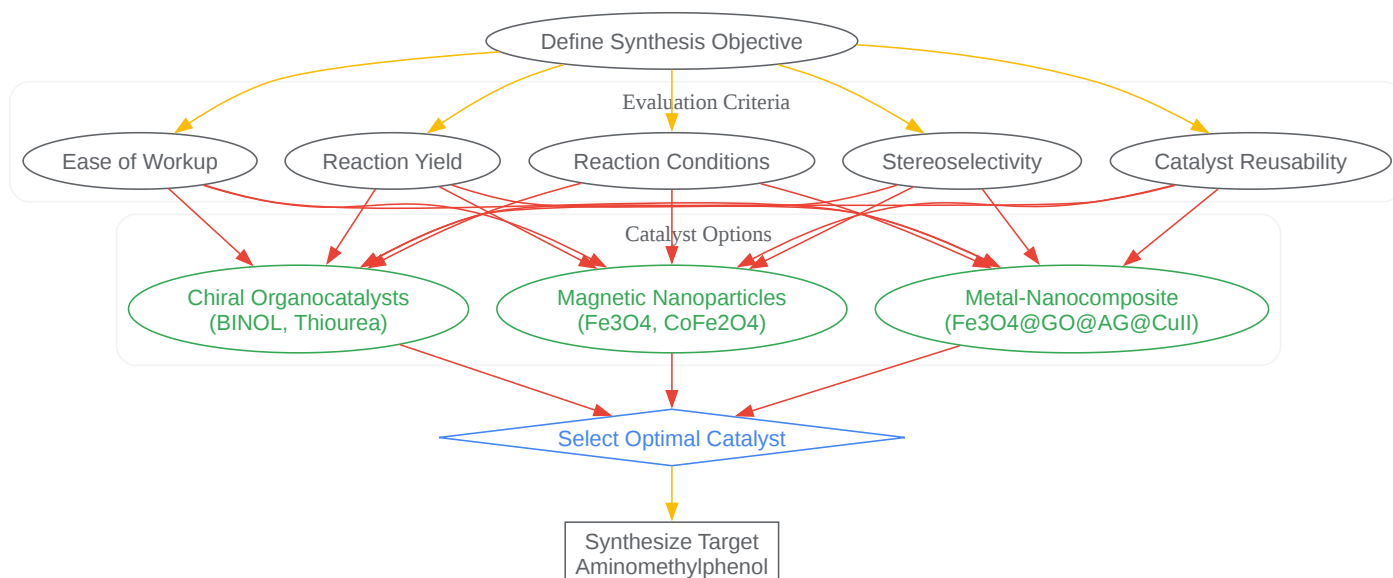 Define Synthesis Objective
Evaluation Criteria
Ease of Workup
Reaction Yield
Reaction Conditions
Stereoselectivity
Catalyst Reusability
Catalyst Options
Chiral Organocatalysts
(BINOL, Thiourea)
Magnetic Nanoparticles
(Fe3O4, CoFe2O4)
Metal-Nanocomposite
(Fe3O4@GO@AG@CuII)
Select Optimal Catalyst
Synthesize Target
Aminomethylphenol